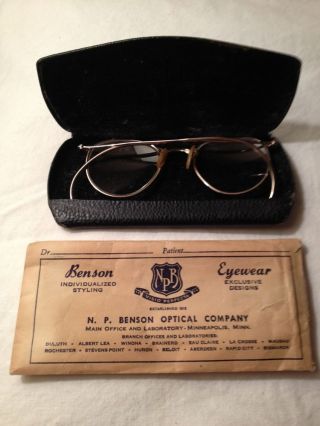 Dr. Patient
Benson
INDIVIDUALIZED
STYLING
NPB
Eyewear
EXCLUSIVE
DESIGNS
ESTABLISHED 1913
N. P. BENSON OPTICAL COMPANY
MAIN OFFICE AND LABORATORY - MINNEAPOLIS, MINN.
BRANCH OFFICES AND LABORATORIES:
DULUTH • ALBERT LEA • WINONA • BRAINERD • EAU CLAIRE • LA CROSSE • WAUSAU
ROCHESTER • STEVENS POINT • HURON • BELOIT • ABERDEEN • RAPID CITY • BISMARCK